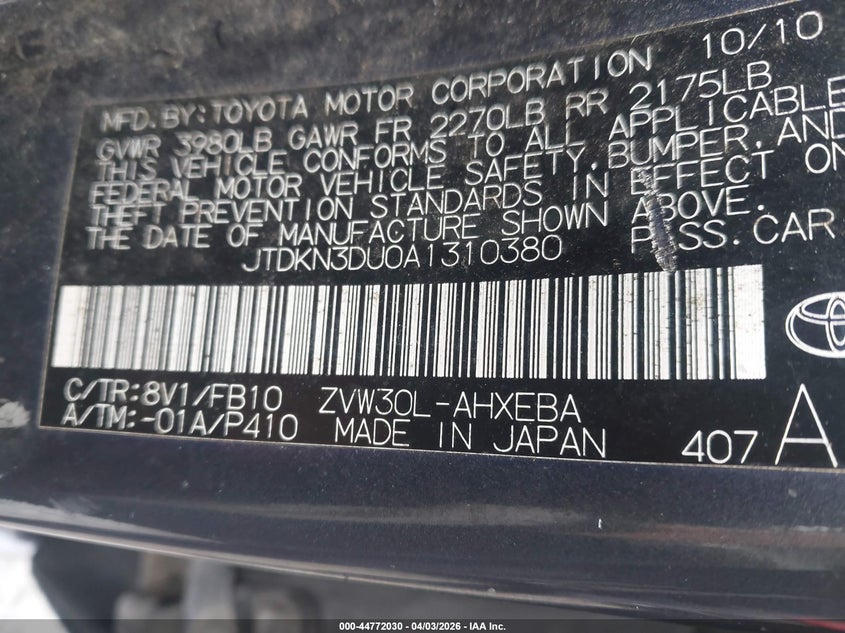 10/10
MFD. BY: TOYOTA MOTOR CORPORATION
GVWR 3980LB GAWR FR 2270LB RR 2175LB
THIS VEHICLE CONFORMS TO ALL APPLICABLE
FEDERAL MOTOR VEHICLE SAFETY, BUMPER, AND
THEFT PREVENTION STANDARDS IN EFFECT ON
THE DATE OF MANUFACTURE SHOWN ABOVE.
JTDKN3DU0A1310380 PASS. CAR
C/TR:8V1/FB10 ZVW30L-AHXEBA
A/TM:-01A/P410 MADE IN JAPAN 407 A
000-44772030 - 04/03/2026 - IAA Inc.